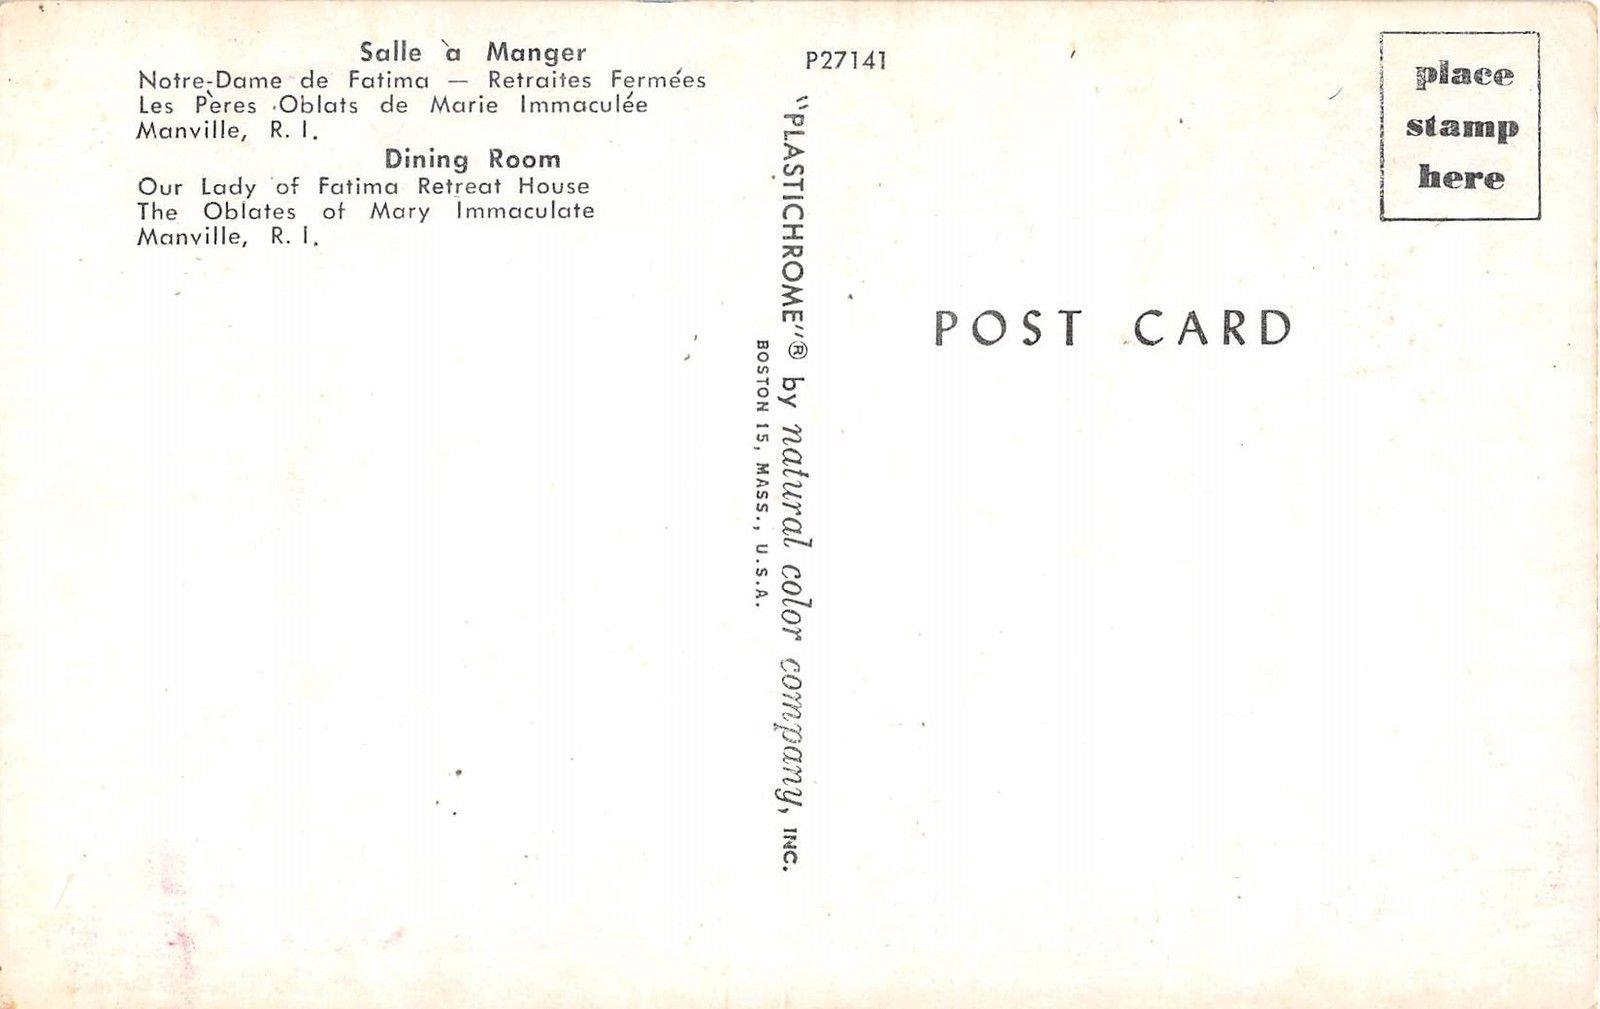 Salle à Manger
Notre-Dame de Fatima — Retraites Fermées
Les Pères Oblats de Marie Immaculée
Manville, R. I.
Dining Room
Our Lady of Fatima Retreat House
The Oblates of Mary Immaculate
Manville, R. I.
P27141
"PLASTICHROME"® by natural color company, INC.
BOSTON 15, MASS., U.S.A.
place
stamp
here
POST CARD